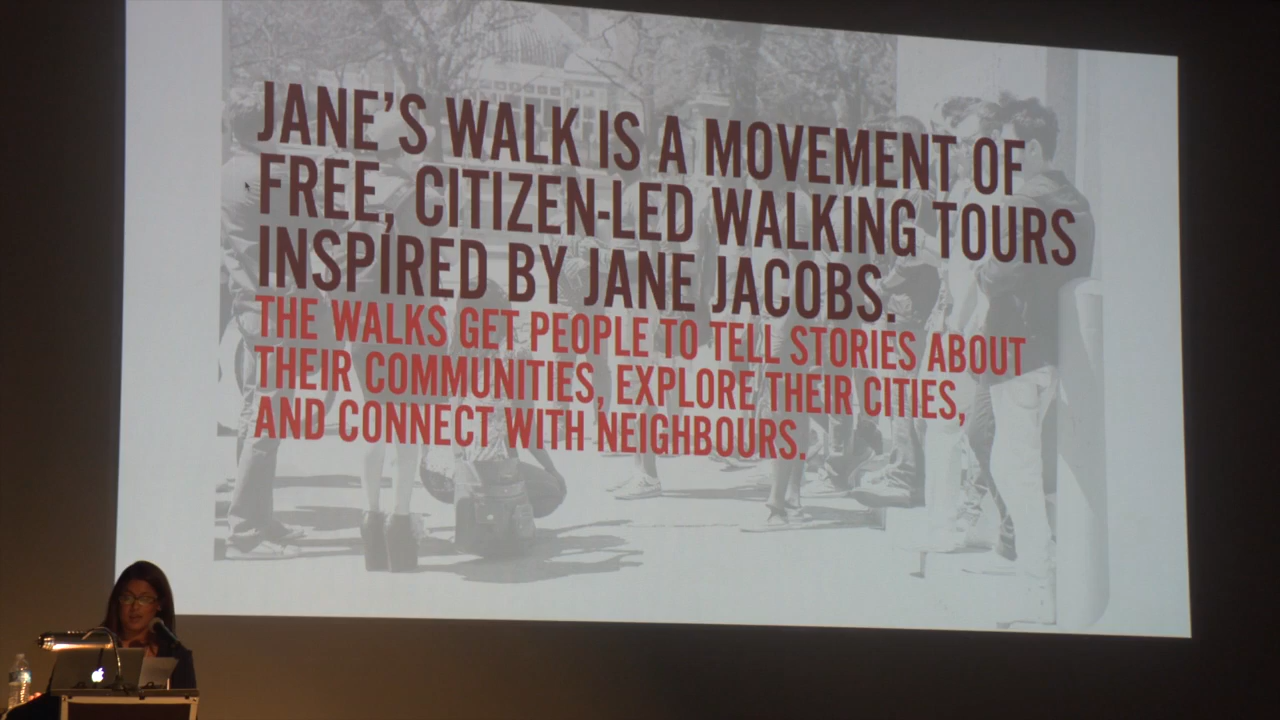 JANE'S WALK IS A MOVEMENT OF
FREE, CITIZEN-LED WALKING TOURS
INSPIRED BY JANE JACOBS.
THE WALKS GET PEOPLE TO TELL STORIES ABOUT
THEIR COMMUNITIES, EXPLORE THEIR CITIES,
AND CONNECT WITH NEIGHBOURS.